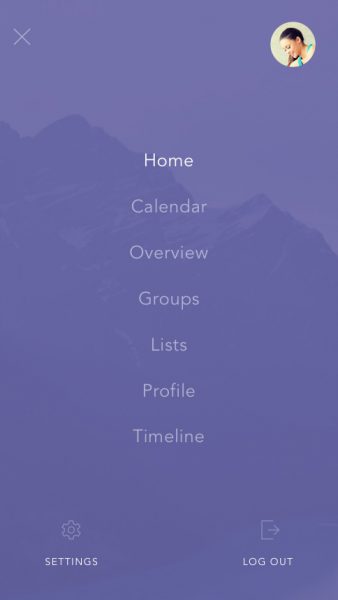 Home
Calendar
Overview
Groups
Lists
Profile
Timeline
SETTINGS
LOG OUT